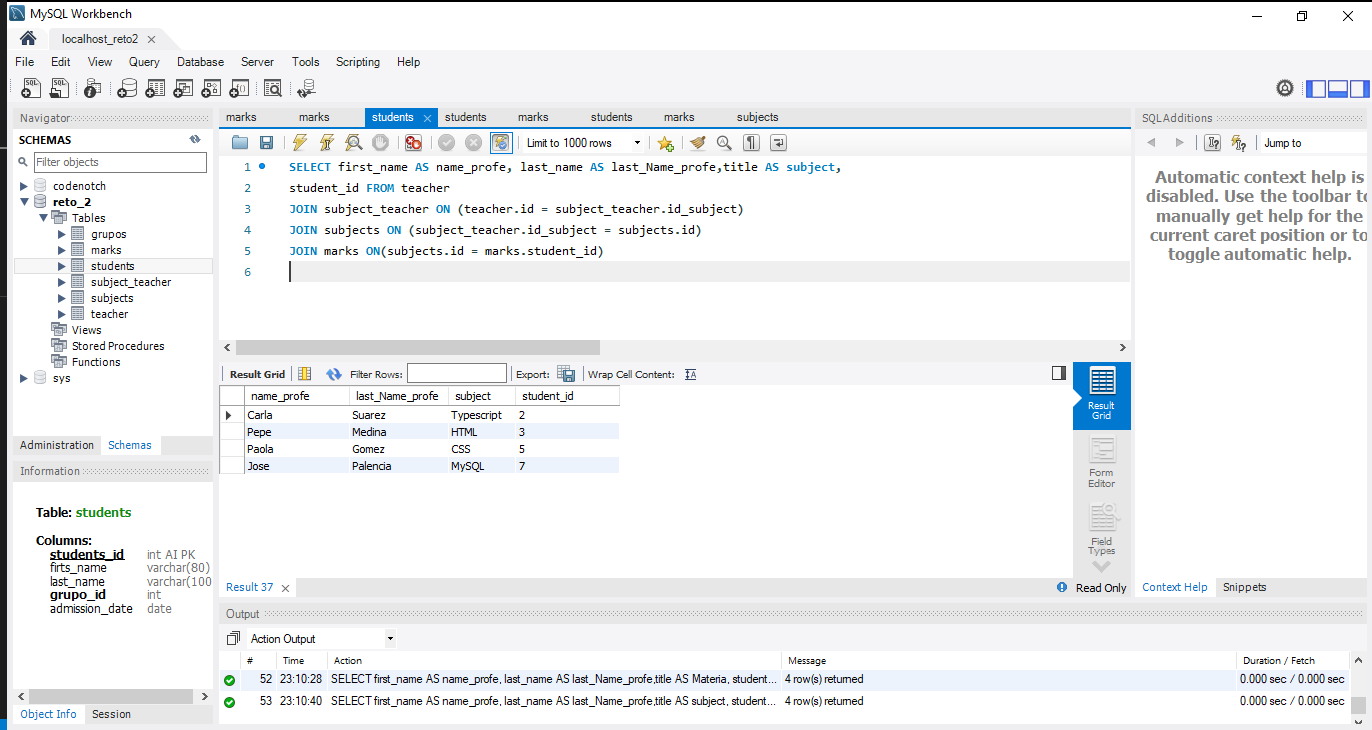 MySQL Workbench
localhost_reto2
File Edit View Query Database Server Tools Scripting Help
Navigator
SCHEMAS
Filter objects
codenotch
reto_2
Tables
grupos
marks
students
subject_teacher
subjects
teacher
Views
Stored Procedures
Functions
sys
Administration Schemas
Information
Table: students
Columns:
students_id int AI PK
firts_name varchar(80)
last_name varchar(100
grupo_id int
admission_date date
Object Info Session
marks marks students students marks students marks subjects
Limit to 1000 rows
1 SELECT first_name AS name_profe, last_name AS last_Name_profe,title AS subject,
2 student_id FROM teacher
3 JOIN subject_teacher ON (teacher.id = subject_teacher.id_subject)
4 JOIN subjects ON (subject_teacher.id_subject = subjects.id)
5 JOIN marks ON(subjects.id = marks.student_id)
6
Result Grid Filter Rows: Export: Wrap Cell Content:
name_profe last_Name_profe subject student_id
Carla Suarez Typescript 2
Pepe Medina HTML 3
Paola Gomez CSS 5
Jose Palencia MySQL 7
Result
Grid
Form
Editor
Field
Types
Result 37
Read Only
SQLAdditions
Jump to
Automatic context help is
disabled. Use the toolbar to
manually get help for the
current caret position or to
toggle automatic help.
Context Help Snippets
Output
Action Output
# Time Action Message Duration / Fetch
52 23:10:28 SELECT first_name AS name_profe, last_name AS last_Name_profe,title AS Materia, student... 4 row(s) returned 0.000 sec / 0.000 sec
53 23:10:40 SELECT first_name AS name_profe, last_name AS last_Name_profe,title AS subject, student... 4 row(s) returned 0.000 sec / 0.000 sec